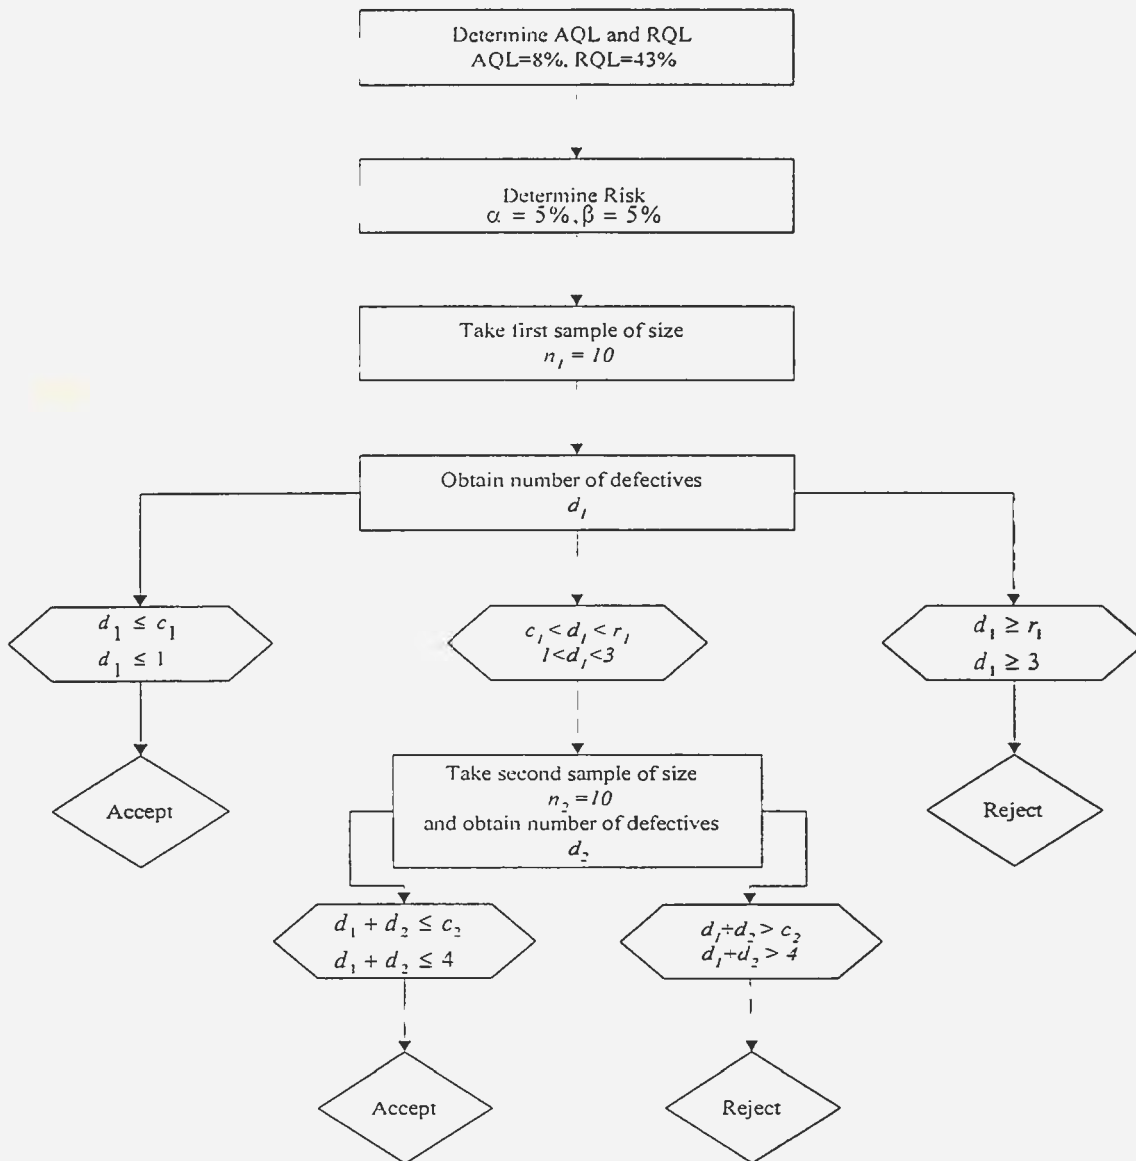 Determine AQL and RQL
AQL=8%, RQL=43%
Determine Risk
α = 5%, β = 5%
Take first sample of size
n₁ = 10
Obtain number of defectives
d₁
d₁ ≤ c₁
d₁ ≤ 1
c₁ < d₁ < r₁
1<d₁<3
d₁ ≥ r₁
d₁ ≥ 3
Accept
Take second sample of size
n₂=10
and obtain number of defectives
d₂
Reject
d₁ + d₂ ≤ c₂
d₁ + d₂ ≤ 4
d₁+d₂ > c₂
d₁+d₂ > 4
Accept
Reject